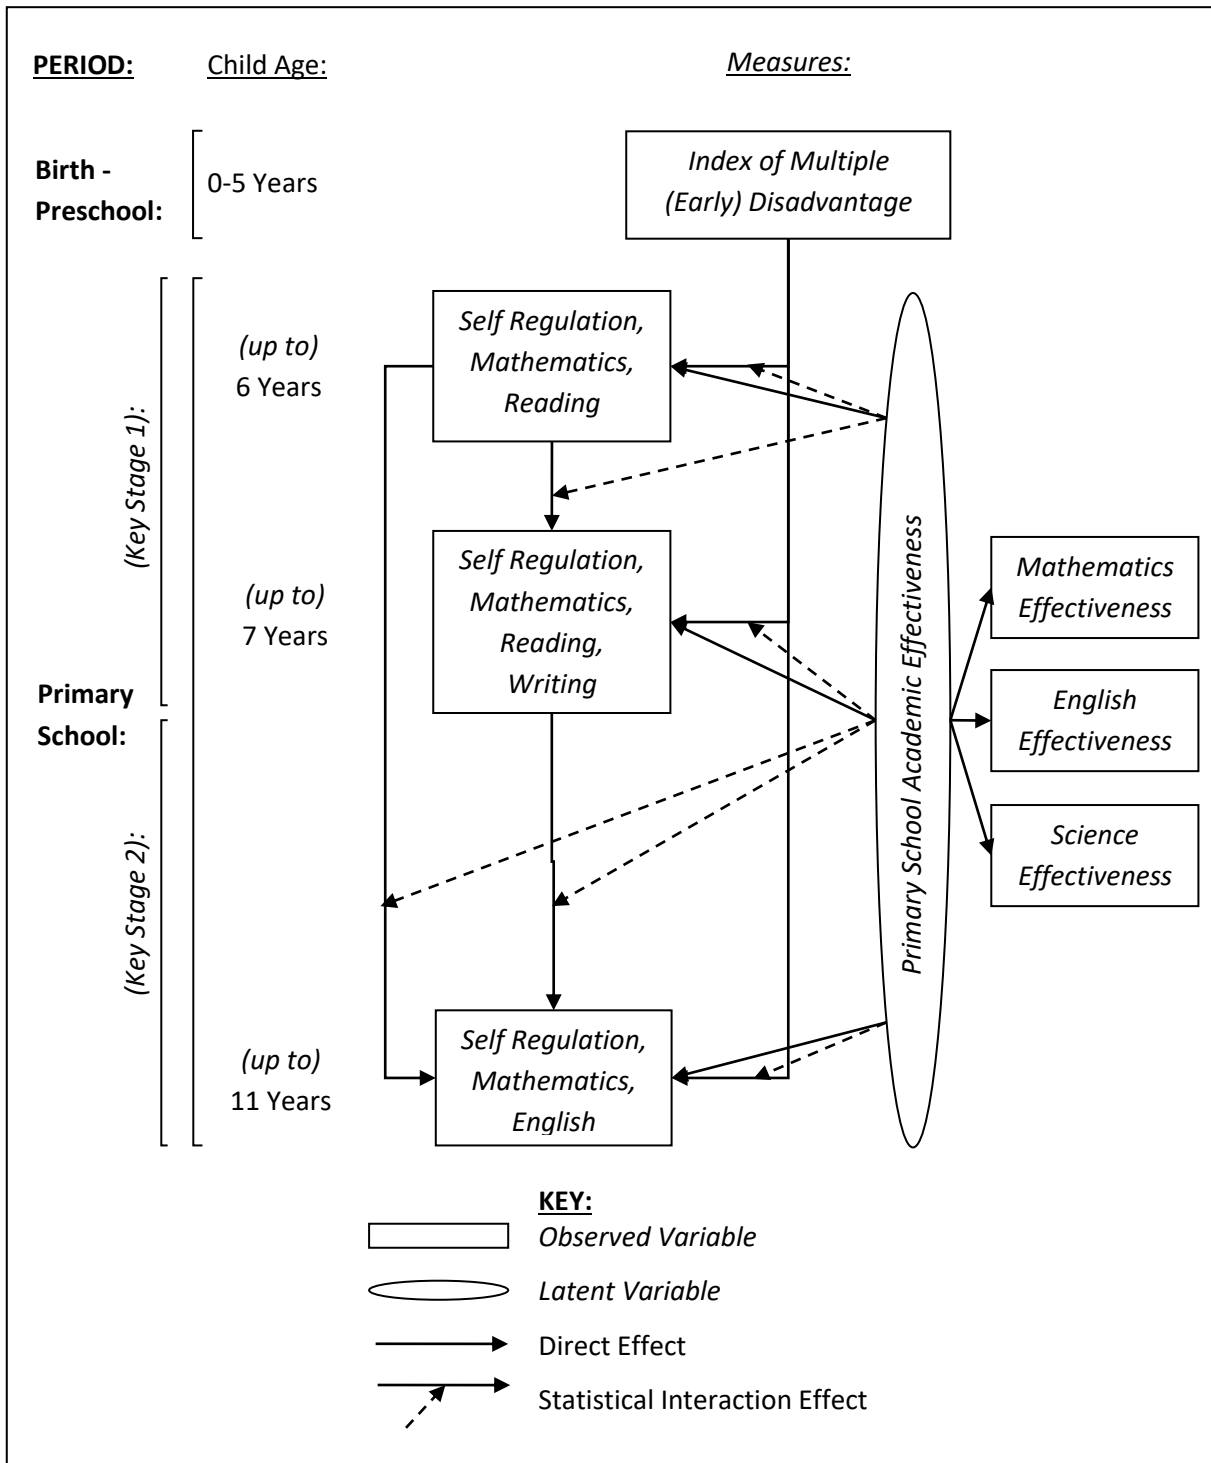 PERIOD:
Child Age:
Measures:
Birth -
Preschool:
0-5 Years
Index of Multiple
(Early) Disadvantage
(Key Stage 1):
(up to)
6 Years
Self Regulation,
Mathematics,
Reading
(up to)
7 Years
Self Regulation,
Mathematics,
Reading,
Writing
Primary School Academic Effectiveness
Mathematics
Effectiveness
English
Effectiveness
Science
Effectiveness
Primary
School:
(Key Stage 2):
(up to)
11 Years
Self Regulation,
Mathematics,
English
KEY:
Observed Variable
Latent Variable
Direct Effect
Statistical Interaction Effect